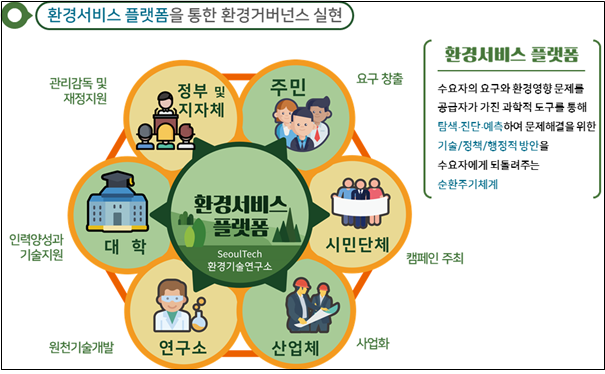 환경서비스 플랫폼을 통한 환경거버넌스 실현
관리감독 및
재정지원
정부 및
지자체
주민
요구 창출
인력양성과
기술지원
대 학
환경서비스
플랫폼
SeoulTech
환경기술연구소
시민단체
캠페인 주최
원천기술개발
연구소
산업체
사업화
환경서비스 플랫폼
수요자의 요구와 환경영향 문제를
공급자가 가진 과학적 도구를 통해
탐색·진단·예측하여 문제해결을 위한
기술/정책/행정적 방안을
수요자에게 되돌려주는
순환주기체계